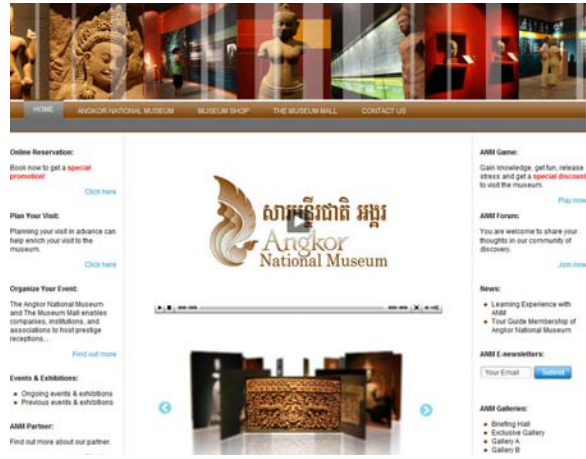 HOME ANGKOR NATIONAL MUSEUM MUSEUM SHOP THE MUSEUM MALL CONTACT US
Online Reservation:
Book now to get a special
promotion!
Click here
Plan Your Visit:
Planning your visit in advance can
help enrich your visit to the
museum.
Click here
Organize Your Event:
The Angkor National Museum
and The Museum Mall enables
companies, institutions, and
associations to host prestige
receptions...
Find out more
Events & Exhibitions:
Ongoing events & exhibitions
Previous events & exhibitions
ANM Partner:
Find out more about our partner.
សារមន្ទីរជាតិ អង្គរ
Angkor
National Museum
ANM Game:
Gain knowledge, get fun, release
stress and get a special discount
to visit the museum.
Play now
ANM Forum:
You are welcome to share your
thoughts in our community of
discovery.
Join now
News:
Learning Experience with
ANM
Tour Guide Membership of
Angkor National Museum
ANM E-newsletters:
Your Email Submit
ANM Galleries:
Briefing Hall
Exclusive Gallery
Gallery A
Gallery B